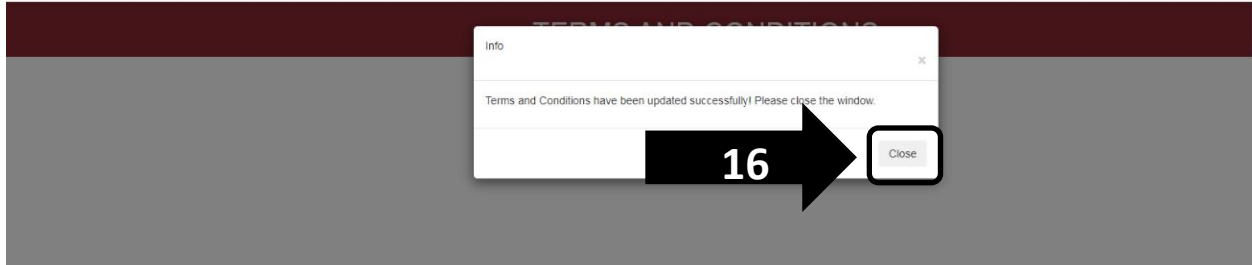 TERMS AND CONDITIONS
Info
x
Terms and Conditions have been updated successfully! Please close the window.
16
Close